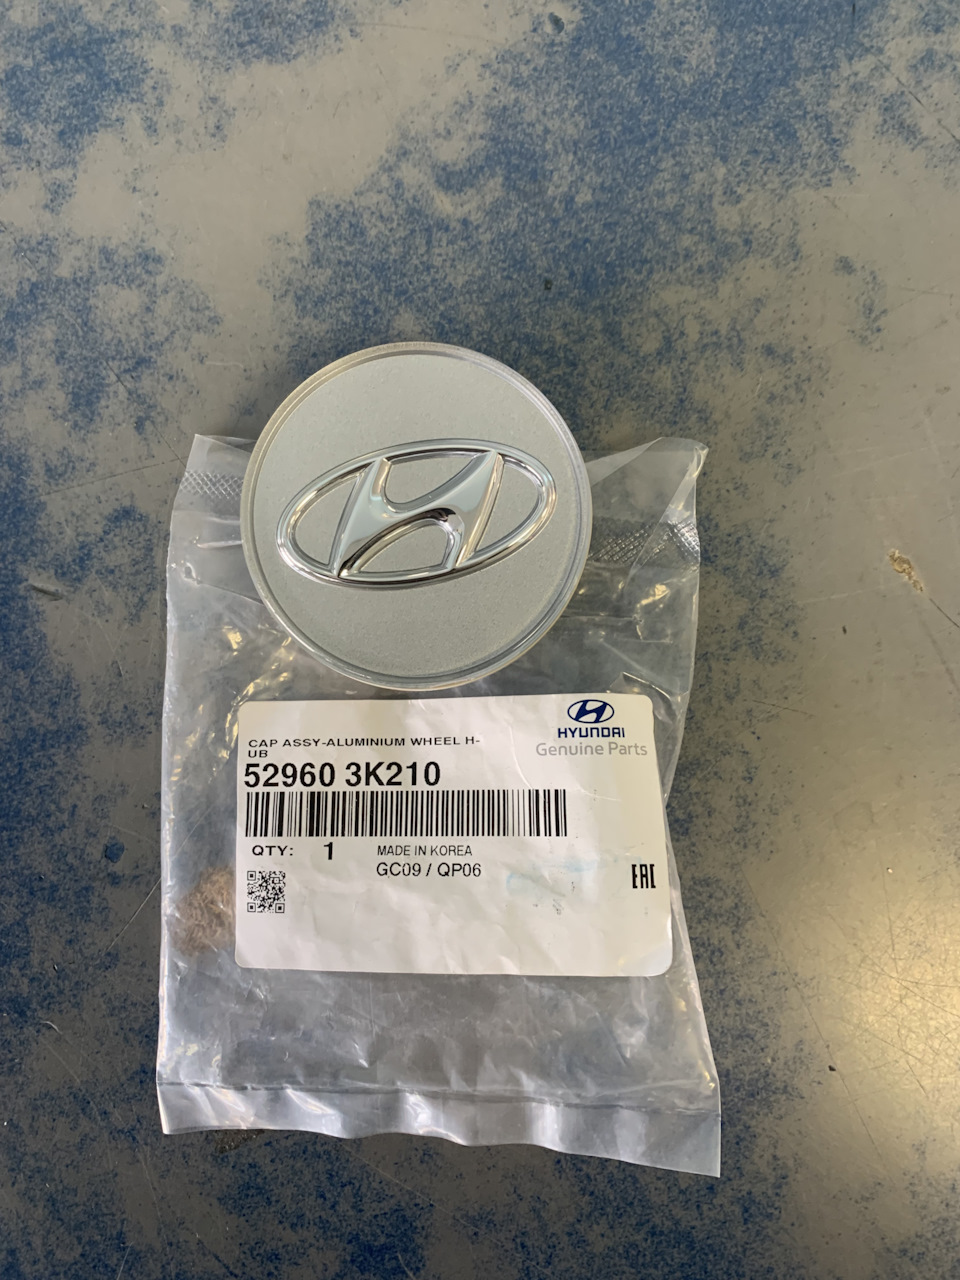 HYUNDAI
Genuine Parts
CAP ASSY-ALUMINIUM WHEEL H-
UB
52960 3K210
QTY: 1 MADE IN KOREA
GC09 / QP06
EAC